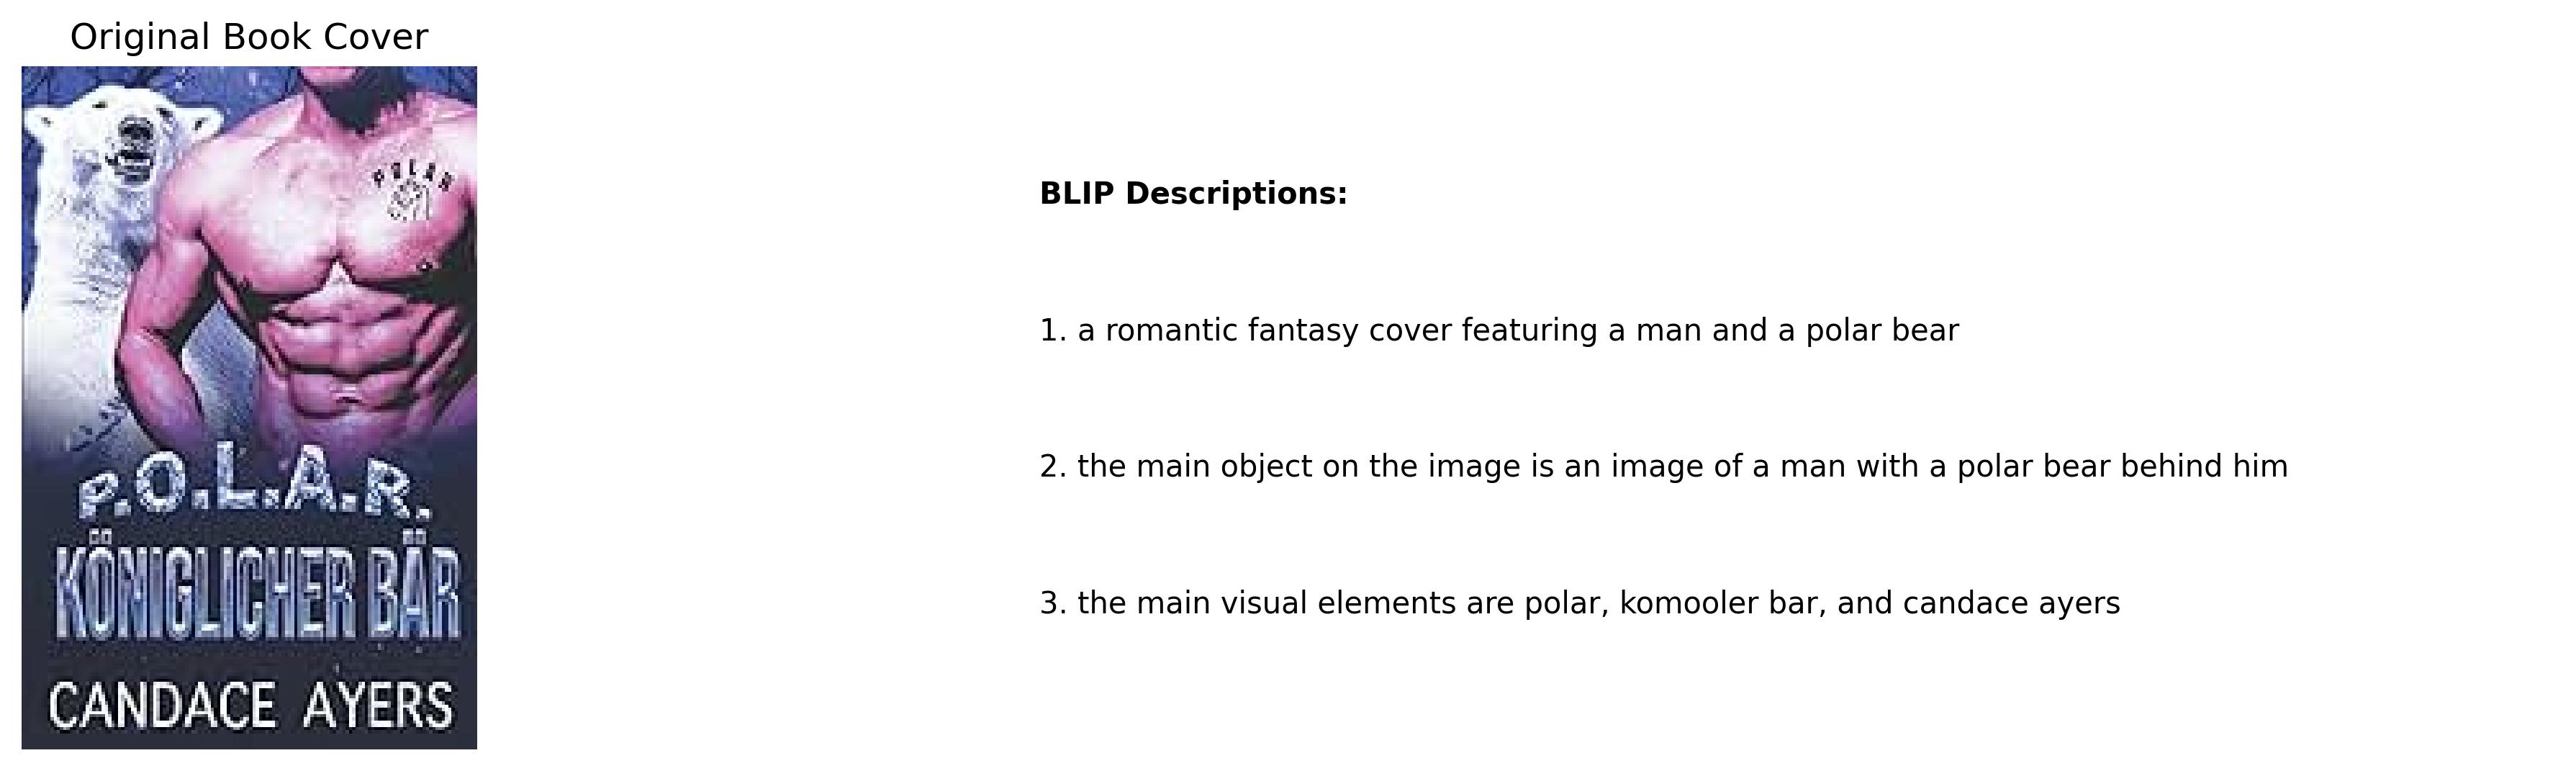 Original Book Cover
POLAR
P.O.L.A.R.
KÖNIGLICHER BÄR
CANDACE AYERS
BLIP Descriptions:
1. a romantic fantasy cover featuring a man and a polar bear
2. the main object on the image is an image of a man with a polar bear behind him
3. the main visual elements are polar, komooler bar, and candace ayers